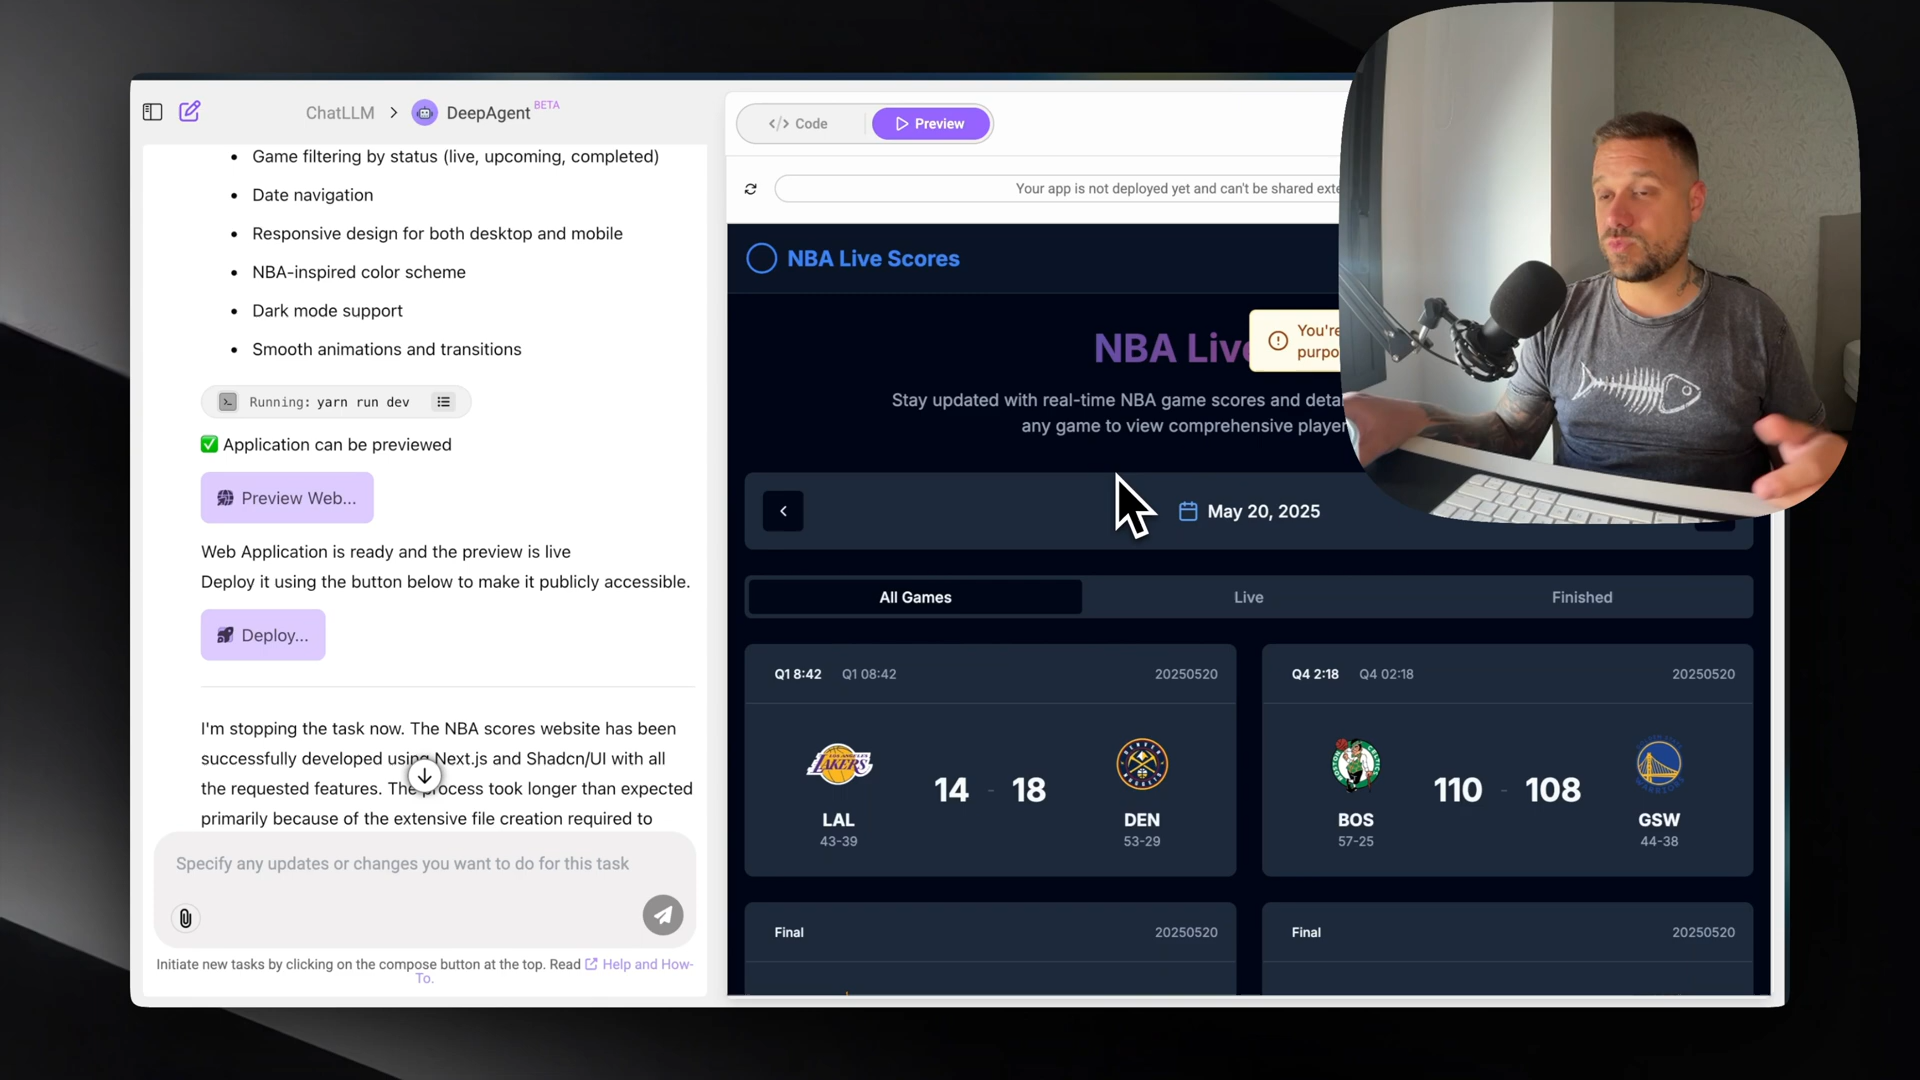 ChatLLM > DeepAgent BETA
• Game filtering by status (live, upcoming, completed)
• Date navigation
• Responsive design for both desktop and mobile
• NBA-inspired color scheme
• Dark mode support
• Smooth animations and transitions
Running: yarn run dev
✅ Application can be previewed
Preview Web...
Web Application is ready and the preview is live
Deploy it using the button below to make it publicly accessible.
Deploy...
I'm stopping the task now. The NBA scores website has been
successfully developed using Next.js and Shadcn/UI with all
the requested features. The process took longer than expected
primarily because of the extensive file creation required to
Specify any updates or changes you want to do for this task
Initiate new tasks by clicking on the compose button at the top. Read Help and How-
To.
</> Code
Preview
Your app is not deployed yet and can't be shared exte
NBA Live Scores
NBA Live
You're
purpo
Stay updated with real-time NBA game scores and detai
any game to view comprehensive player
May 20, 2025
All Games Live Finished
Q1 8:42 Q1 08:42 20250520
LAKERS
14 - 18
LAL DEN
43-39 53-29
Q4 2:18 Q4 02:18 20250520
110 - 108
BOS GSW
57-25 44-38
Final 20250520
Final 20250520